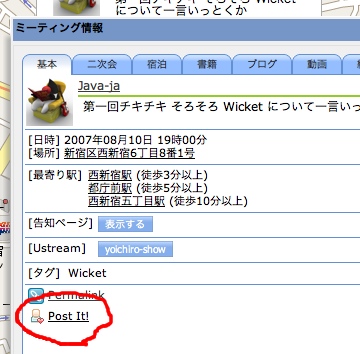 第一回チキチキ そろそろ Wicket
について一言いっとくか
ミーティング情報
基本 二次会 宿泊 書籍 ブログ 動画
Java-ja
第一回チキチキ そろそろ Wicket について一言いっ
[日時] 2007年08月10日 19時00分
[場所] 新宿区西新宿6丁目8番1号
[最寄り駅] 西新宿駅 (徒歩3分以上)
都庁前駅 (徒歩5分以上)
西新宿五丁目駅 (徒歩10分以上)
[告知ページ] 表示する
[Ustream] yoichiro-show
[タグ] Wicket
Permalink
Post It!